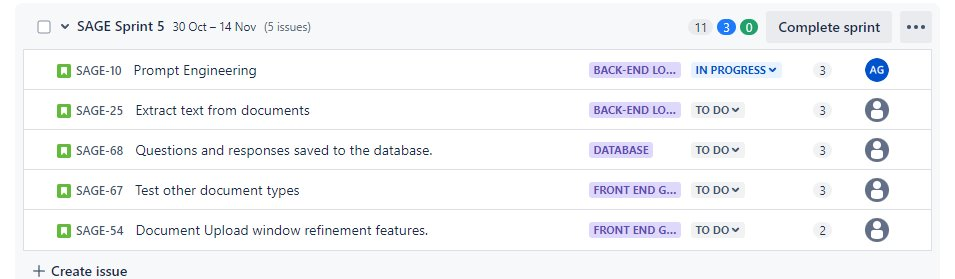 SAGE Sprint 5 30 Oct – 14 Nov (5 issues) 11 3 0 Complete sprint
SAGE-10 Prompt Engineering BACK-END LO... IN PROGRESS 3 AG
SAGE-25 Extract text from documents BACK-END LO... TO DO 3
SAGE-68 Questions and responses saved to the database. DATABASE TO DO 3
SAGE-67 Test other document types FRONT END G... TO DO 3
SAGE-54 Document Upload window refinement features. FRONT END G... TO DO 2
+ Create issue